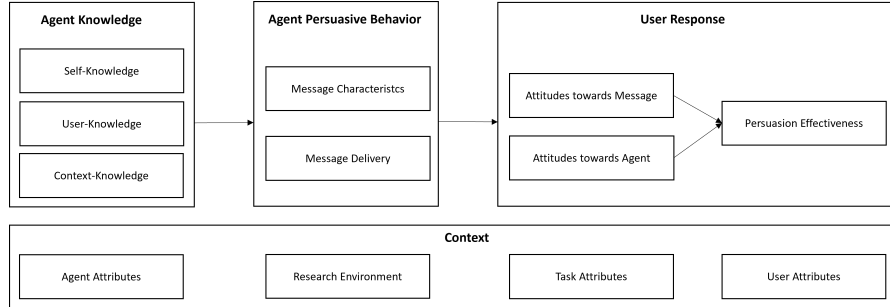 Agent Knowledge
Self-Knowledge
User-Knowledge
Context-Knowledge
Agent Persuasive Behavior
Message Characteristcs
Message Delivery
User Response
Attitudes towards Message
Attitudes towards Agent
Persuasion Effectiveness
Context
Agent Attributes
Research Environment
Task Attributes
User Attributes